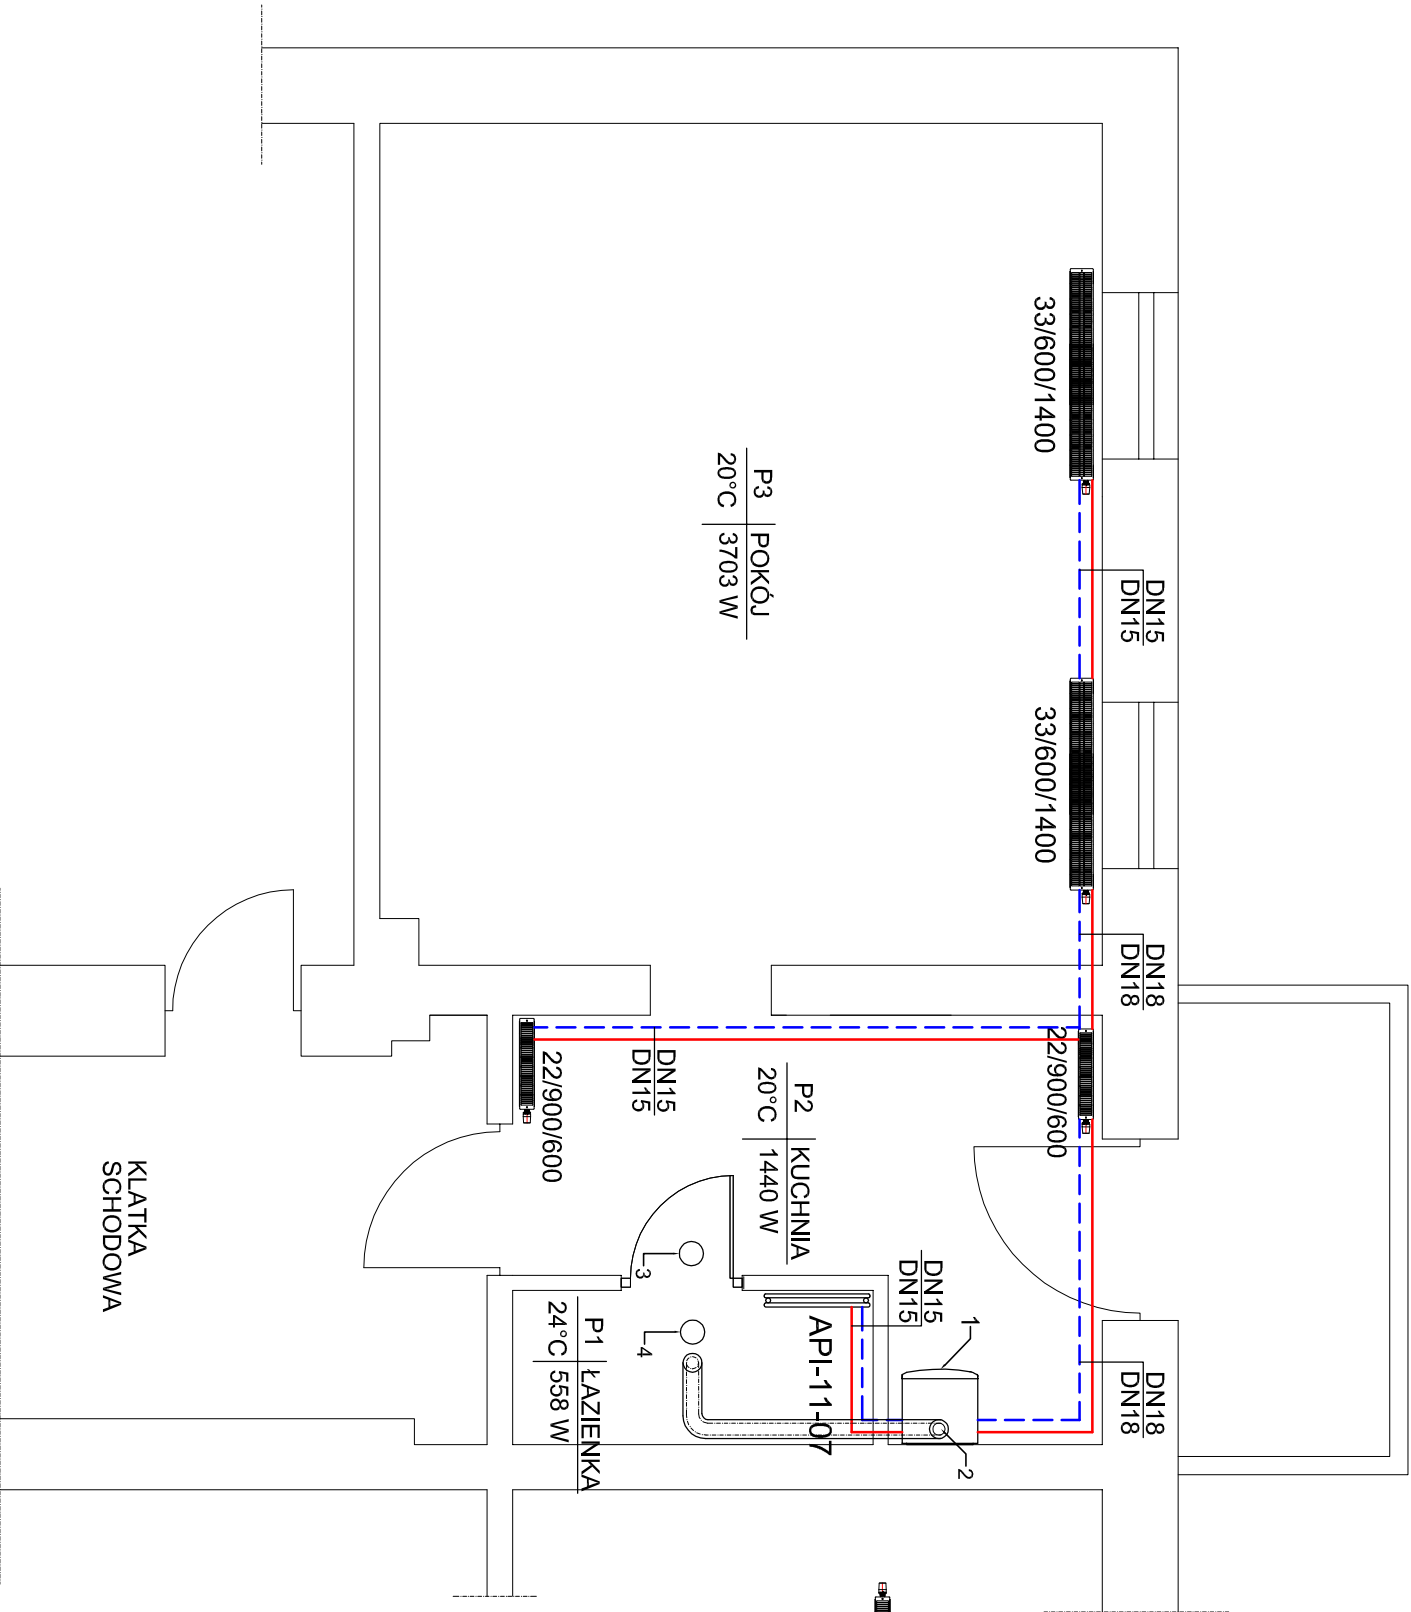 33/600/1400
DN15
DN15
33/600/1400
DN18
DN18
P3
POKÓJ
20°C
3703 W
22/900/600
DN15
DN15
22/900/600
P2
KUCHNIA
20°C
1440 W
DN15
DN15
DN18
DN18
1
2
3
4
API-11-07
P1
ŁAZIENKA
24°C
558 W
KLATKA
SCHODOWA